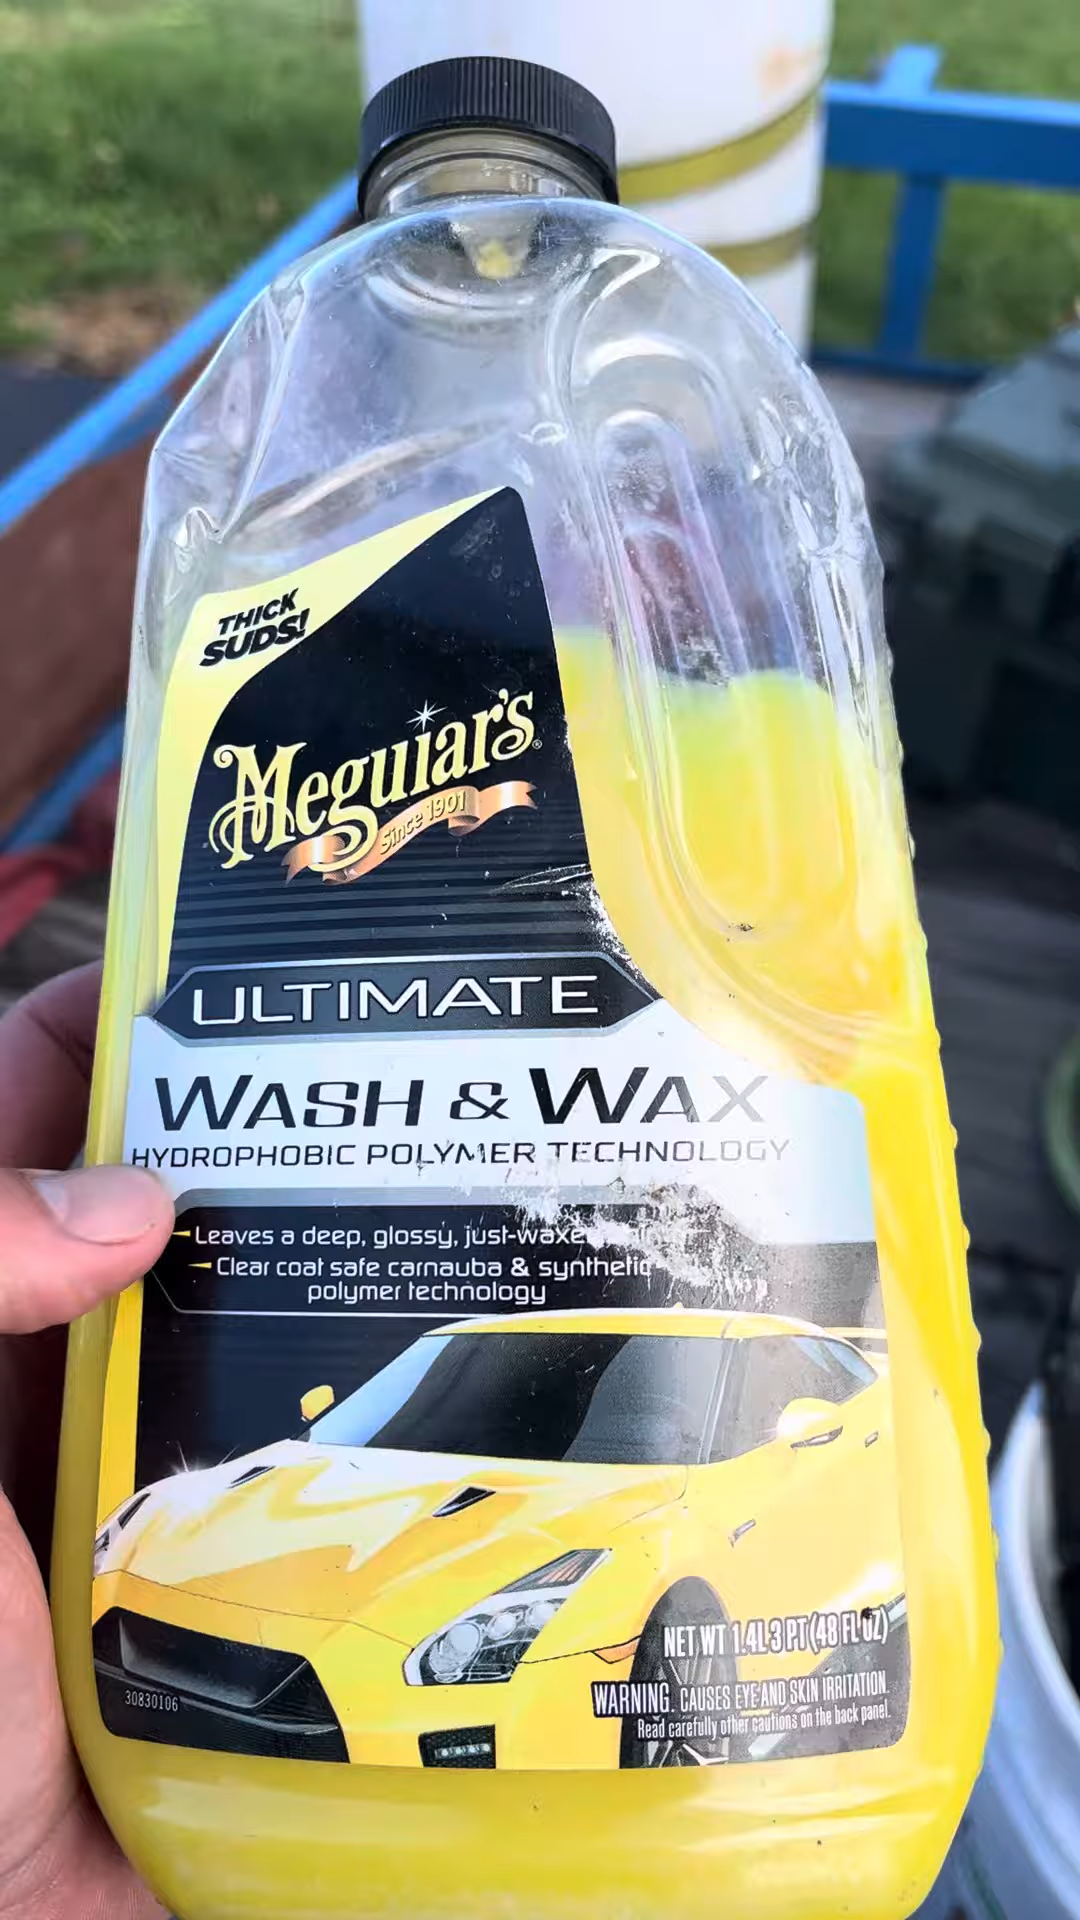 THICK
SUDS!
Meguiar's®
Since 1901
ULTIMATE
WASH & WAX
HYDROPHOBIC POLYMER TECHNOLOGY
Leaves a deep, glossy, just-waxed
Clear coat safe carnauba & synthetic
polymer technology
NET WT 1.4L 3 PT (48 FL OZ)
WARNING. CAUSES EYE AND SKIN IRRITATION.
Read carefully other cautions on the back panel.
30830106